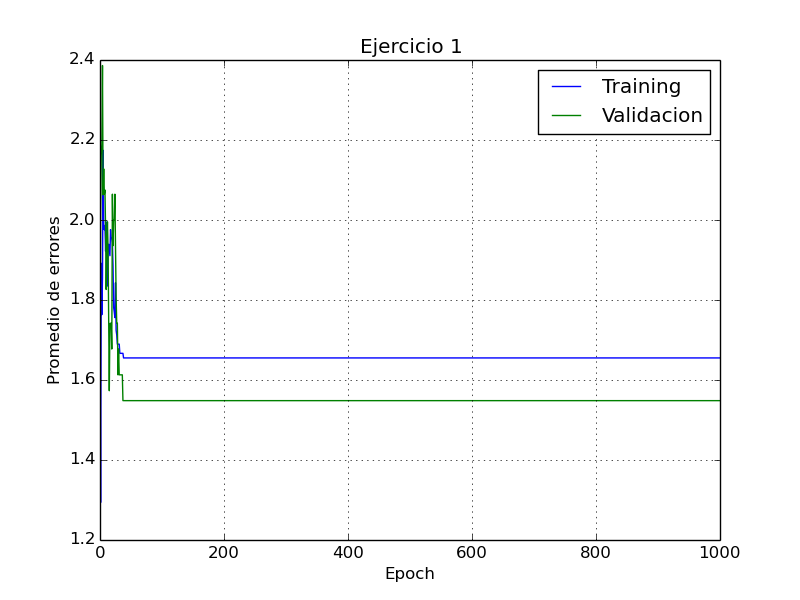 Ejercicio 1
Training
Validacion
Promedio de errores
2.4
2.2
2.0
1.8
1.6
1.4
1.2
0 200 400 600 800 1000
Epoch